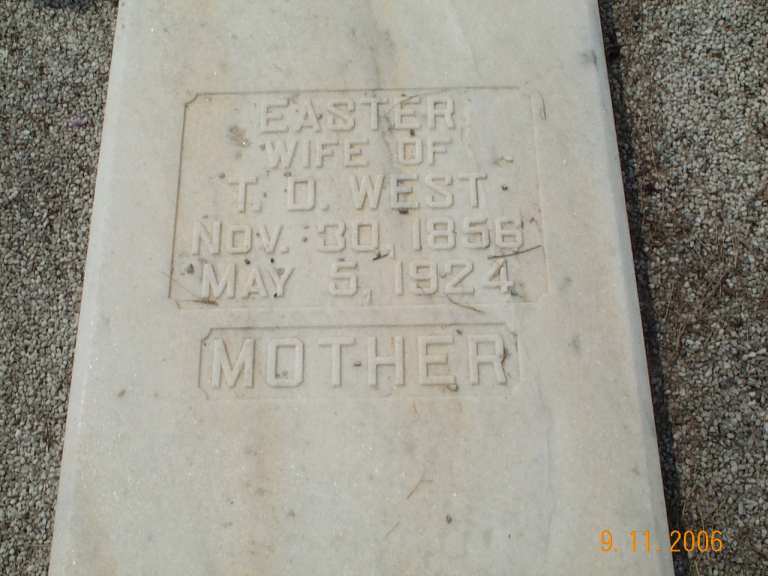 EASTER
WIFE OF
T. D. WEST
NOV. 30, 1856
MAY 5, 1924
MOTHER
9. 11. 2006